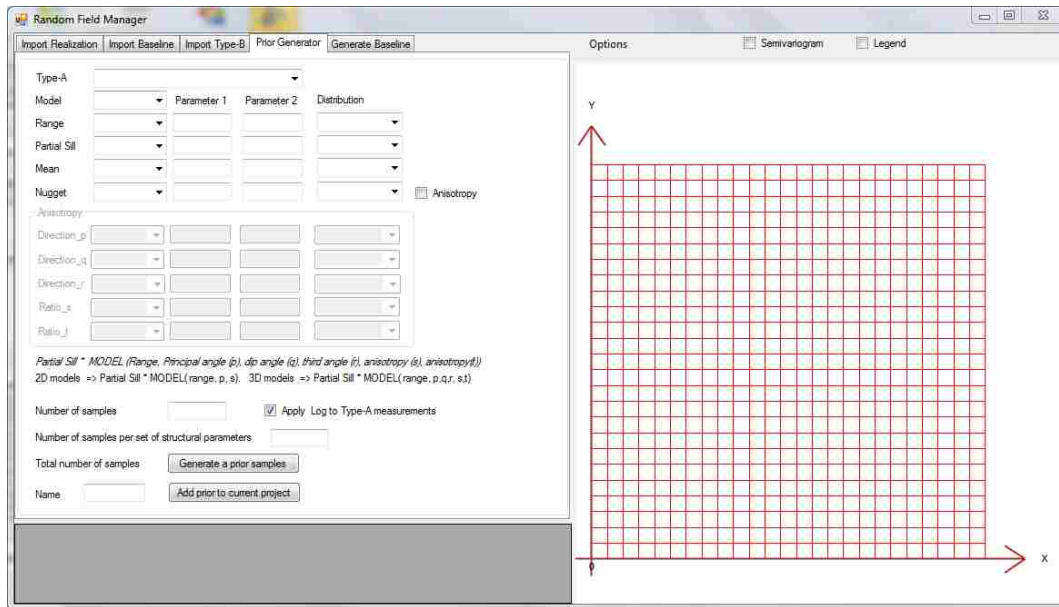 Random Field Manager
Import Realization Import Baseline Import Type-B Prior Generator Generate Baseline
Options Semivariogram Legend
Type-A
Model Parameter 1 Parameter 2 Distribution
Range
Partial Sill
Mean
Nugget Anisotropy
Anisotropy
Direction_p
Direction_q
Direction_r
Ratio_s
Ratio_t
Partial Sill * MODEL (Range, Principal angle (p), dip angle (q), third angle (r), anisotropy (s), anisotropy(t))
2D models => Partial Sill * MODEL( range, p, s). 3D models => Partial Sill * MODEL( range, p,q,r, s,t)
Number of samples Apply Log to Type-A measurements
Number of samples per set of structural parameters
Total number of samples Generate a prior samples
Name Add prior to current project
Y
0
X